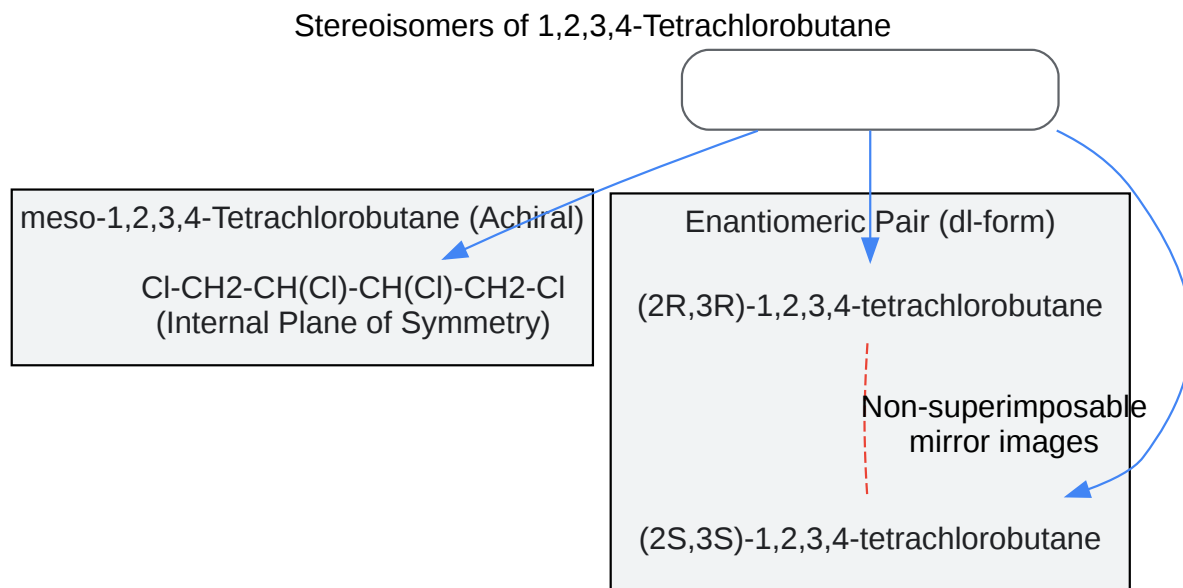 Stereoisomers of 1,2,3,4-Tetrachlorobutane
meso-1,2,3,4-Tetrachlorobutane (Achiral)
Cl-CH2-CH(Cl)-CH(Cl)-CH2-Cl
(Internal Plane of Symmetry)
Enantiomeric Pair (dl-form)
(2R,3R)-1,2,3,4-tetrachlorobutane
Non-superimposable
mirror images
(2S,3S)-1,2,3,4-tetrachlorobutane